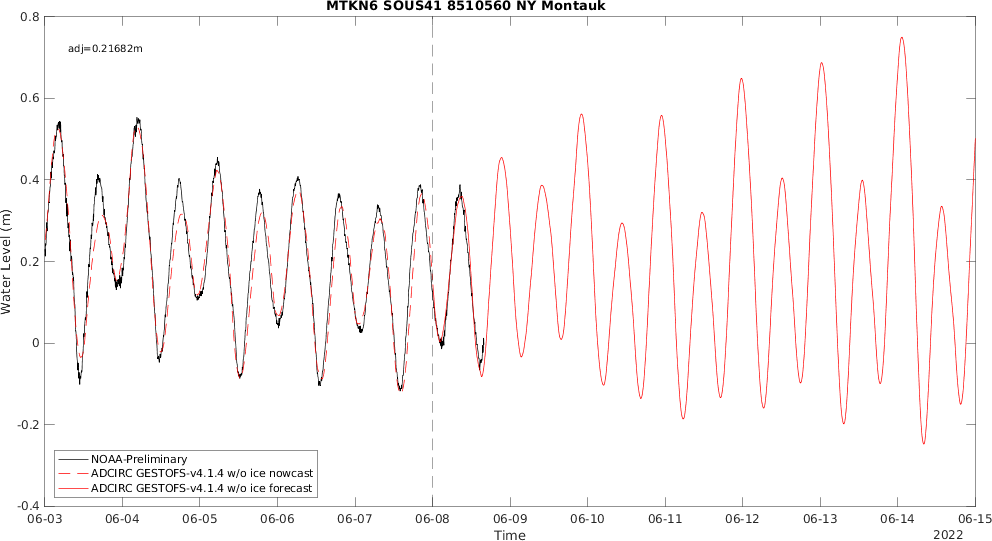 MTKN6 SOUS41 8510560 NY Montauk
adj=0.21682m
0.8
0.6
0.4
0.2
0
-0.2
-0.4
Water Level (m)
NOAA-Preliminary
ADCIRC GESTOFS-v4.1.4 w/o ice nowcast
ADCIRC GESTOFS-v4.1.4 w/o ice forecast
06-03 06-04 06-05 06-06 06-07 06-08 06-09 06-10 06-11 06-12 06-13 06-14 06-15
Time
2022